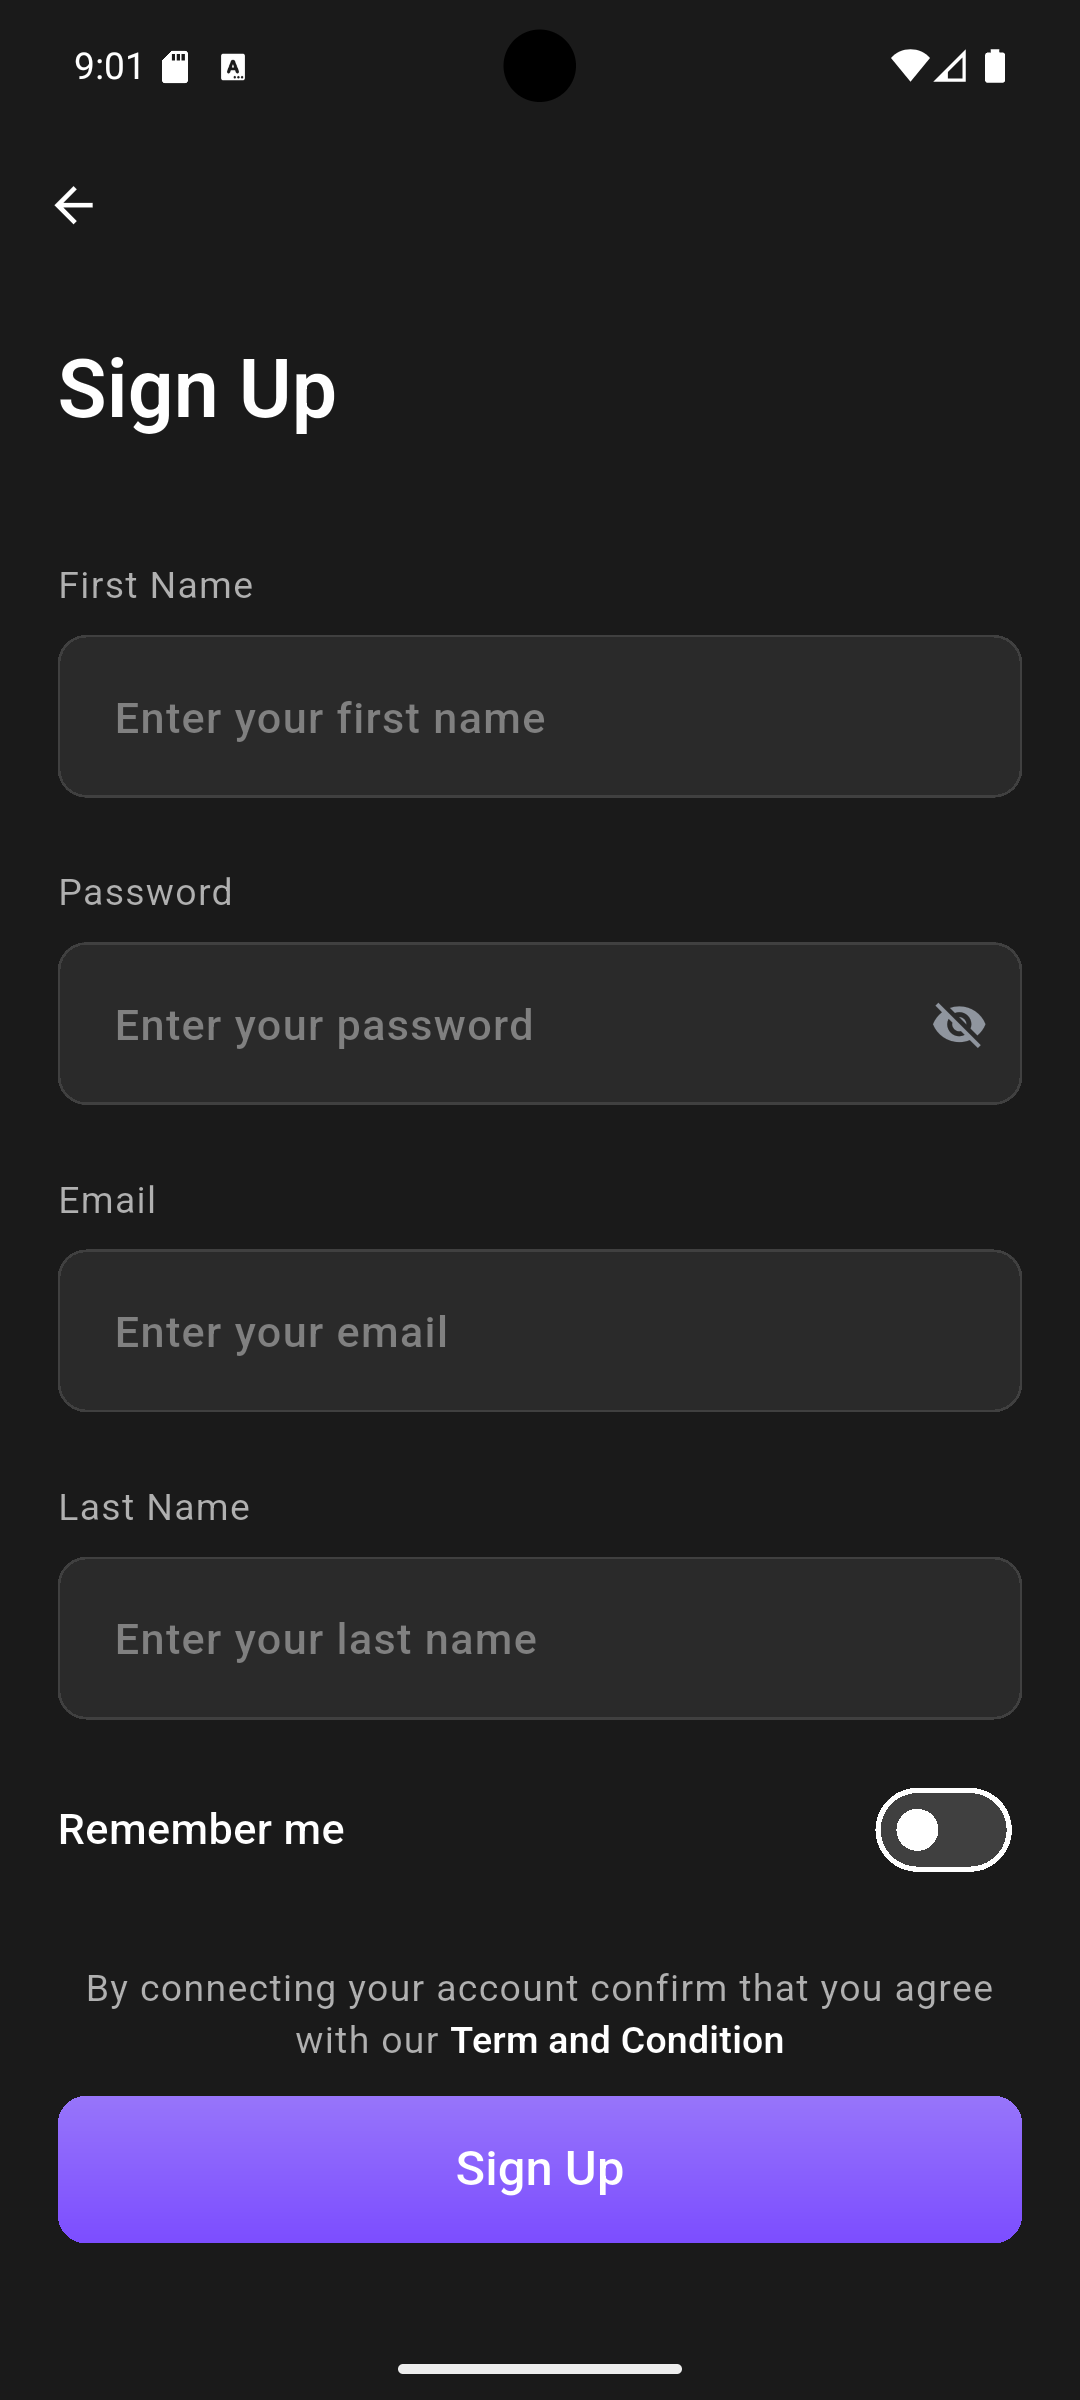 9:01
Sign Up
First Name
Enter your first name
Password
Enter your password
Email
Enter your email
Last Name
Enter your last name
Remember me
By connecting your account confirm that you agree
with our Term and Condition
Sign Up